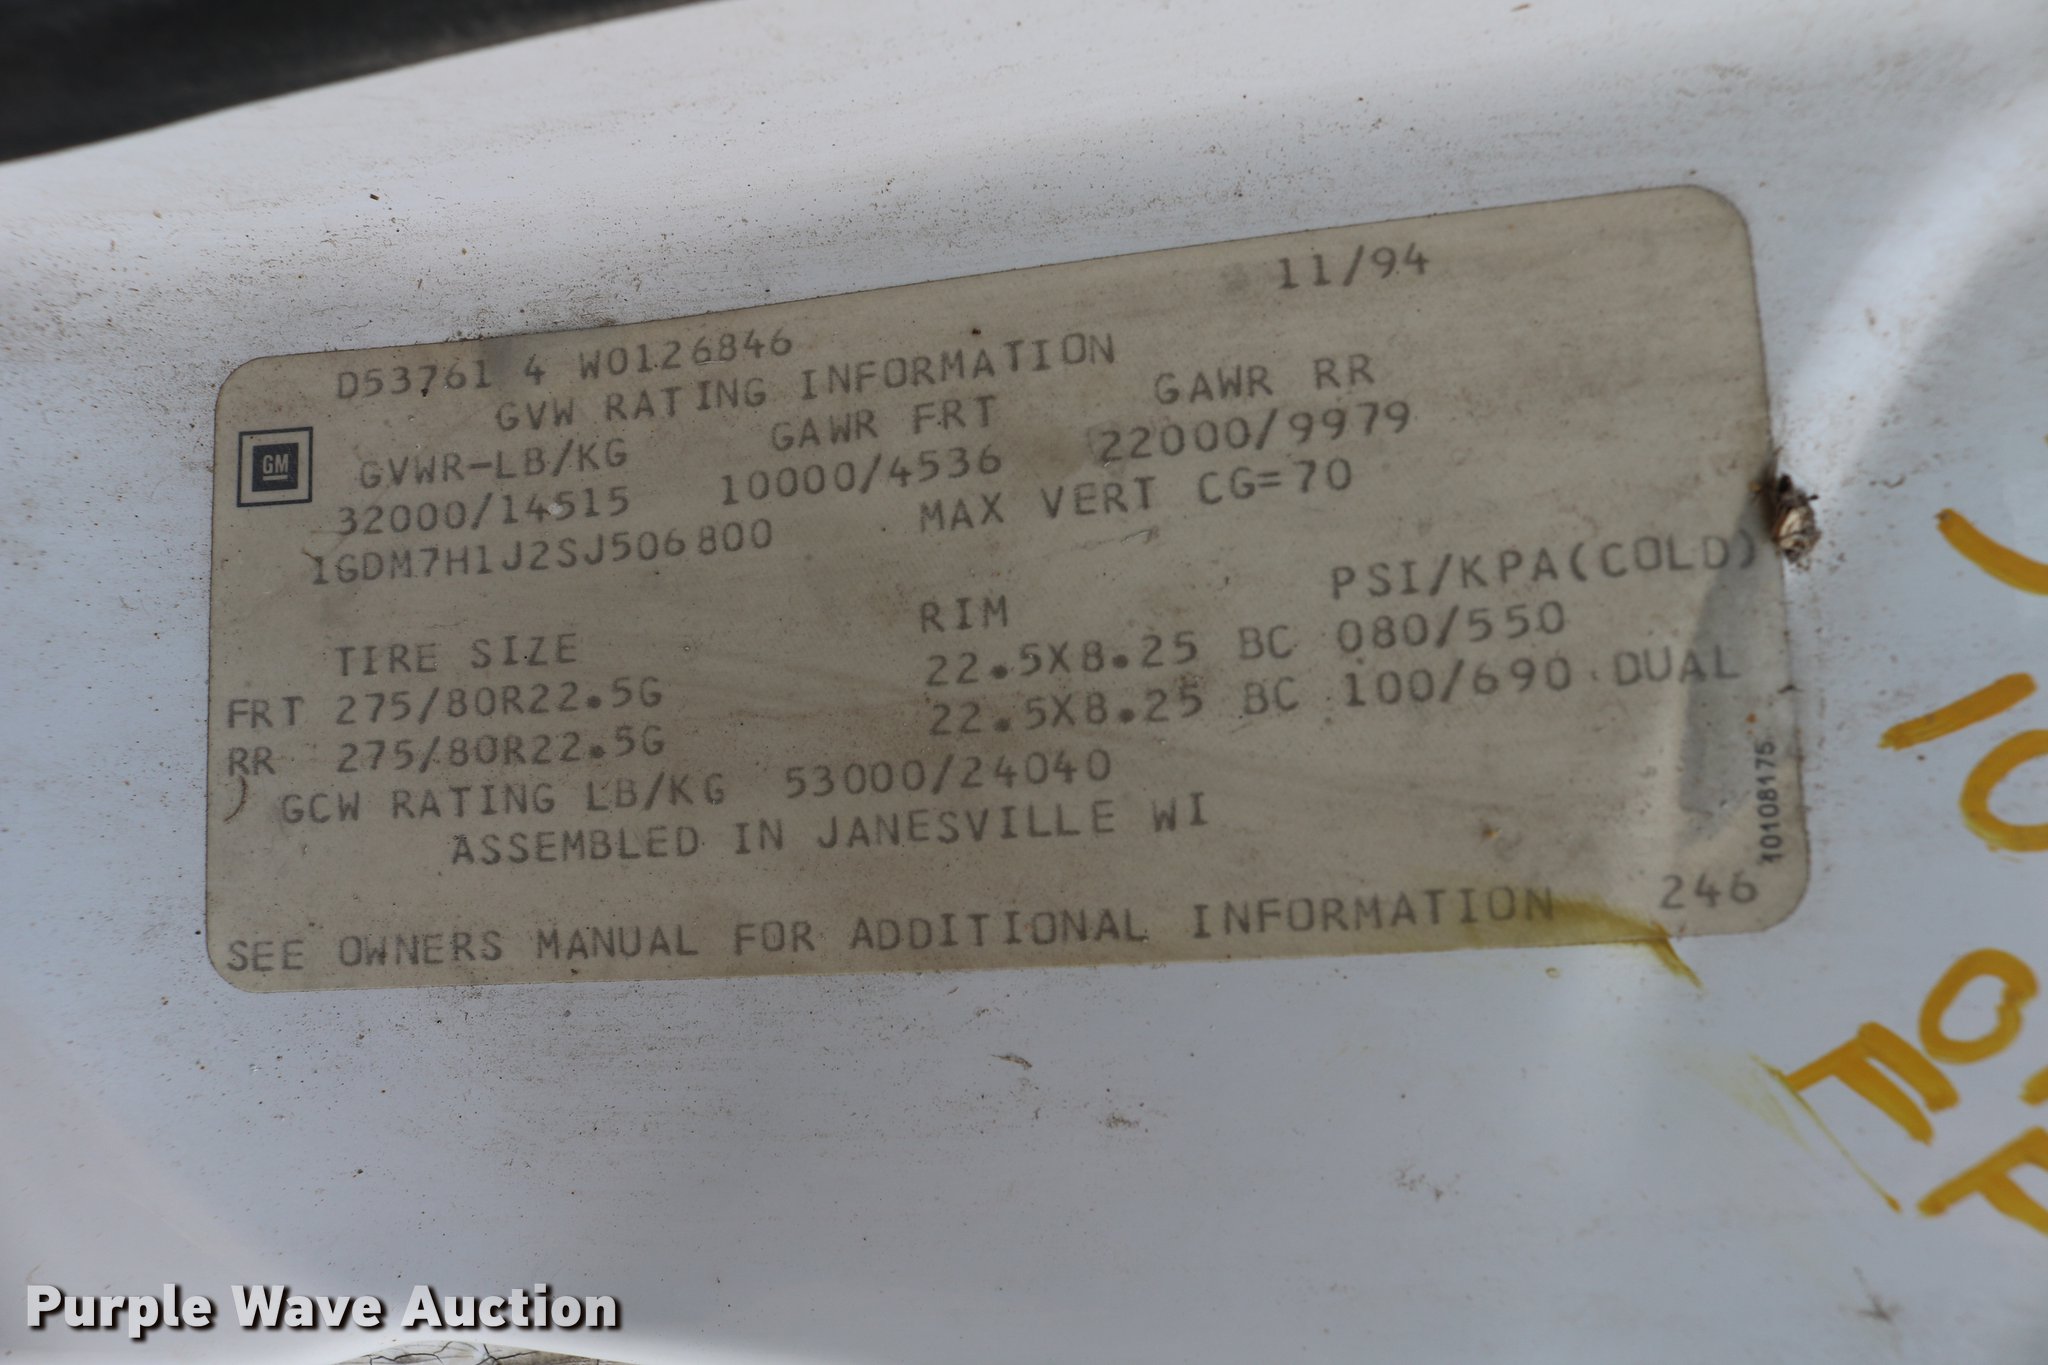 11/94
D53761 4 W0126846
GVW RATING INFORMATION
GM
GVWR-LB/KG GAWR FRT GAWR RR
32000/14515 10000/4536 22000/9979
1GDM7H1J2SJ506800 MAX VERT CG=70
TIRE SIZE RIM PSI/KPA(COLD)
FRT 275/80R22.5G 22.5X8.25 BC 080/550
RR 275/80R22.5G 22.5X8.25 BC 100/690 DUAL
GCW RATING LB/KG 53000/24040
ASSEMBLED IN JANESVILLE WI
10108175
SEE OWNERS MANUAL FOR ADDITIONAL INFORMATION 246
Purple Wave Auction